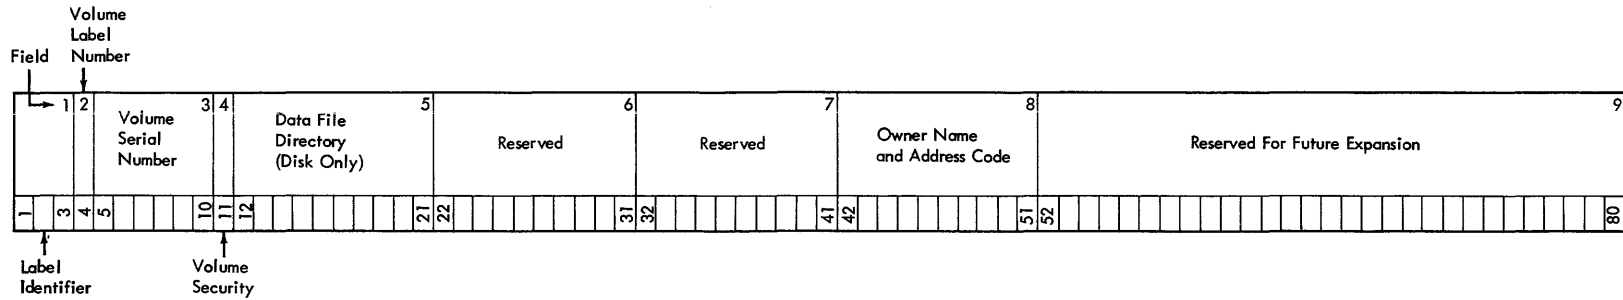 Volume
Label
Number
Field
1 2 3 4 5 6 7 8 9
Volume
Serial
Number
Data File
Directory
(Disk Only)
Reserved
Reserved
Owner Name
and Address Code
Reserved For Future Expansion
1 3 4 5 10 11 12 21 22 31 32 41 42 51 52 80
Label
Identifier
Volume
Security